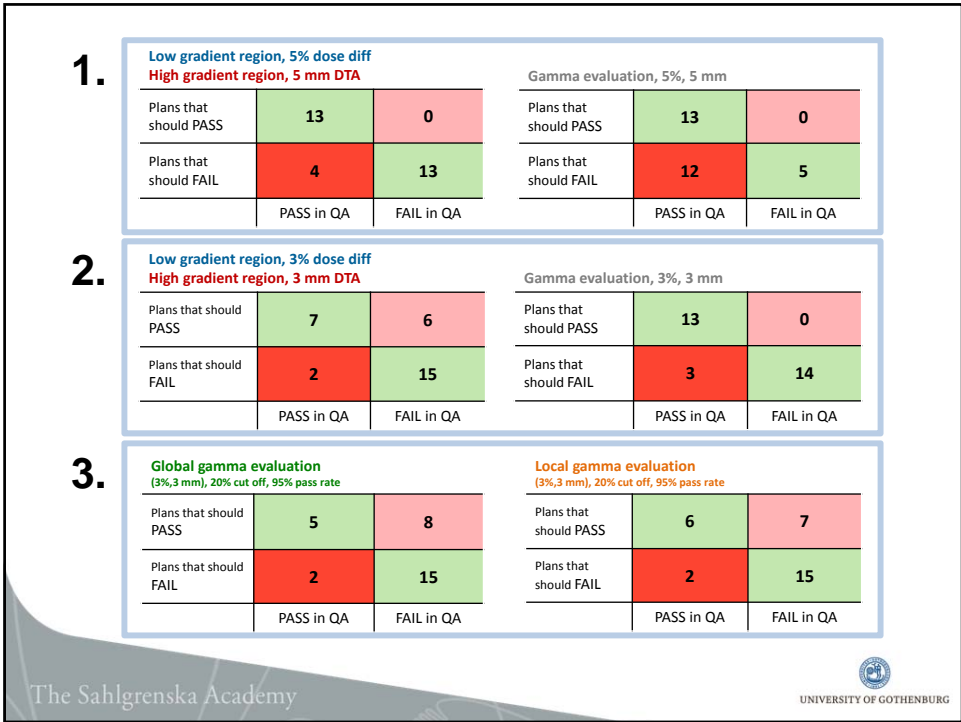 1.
Low gradient region, 5% dose diff
High gradient region, 5 mm DTA
Plans that
should PASS
13
0
Plans that
should FAIL
4
13
PASS in QA
FAIL in QA
Gamma evaluation, 5%, 5 mm
Plans that
should PASS
13
0
Plans that
should FAIL
12
5
PASS in QA
FAIL in QA
2.
Low gradient region, 3% dose diff
High gradient region, 3 mm DTA
Plans that should
PASS
7
6
Plans that should
FAIL
2
15
PASS in QA
FAIL in QA
Gamma evaluation, 3%, 3 mm
Plans that
should PASS
13
0
Plans that
should FAIL
3
14
PASS in QA
FAIL in QA
3.
Global gamma evaluation
(3%,3 mm), 20% cut off, 95% pass rate
Plans that should
PASS
5
8
Plans that should
FAIL
2
15
PASS in QA
FAIL in QA
Local gamma evaluation
(3%,3 mm), 20% cut off, 95% pass rate
Plans that
should PASS
6
7
Plans that
should FAIL
2
15
PASS in QA
FAIL in QA
The Sahlgrenska Academy
UNIVERSITY OF GOTHENBURG